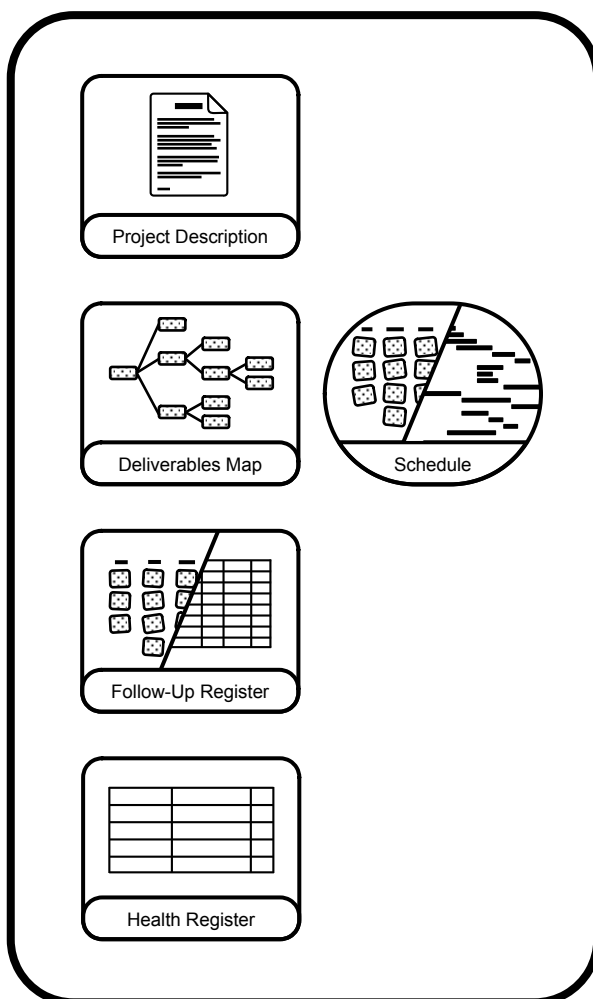 Project Description
Deliverables Map
Schedule
Follow-Up Register
Health Register